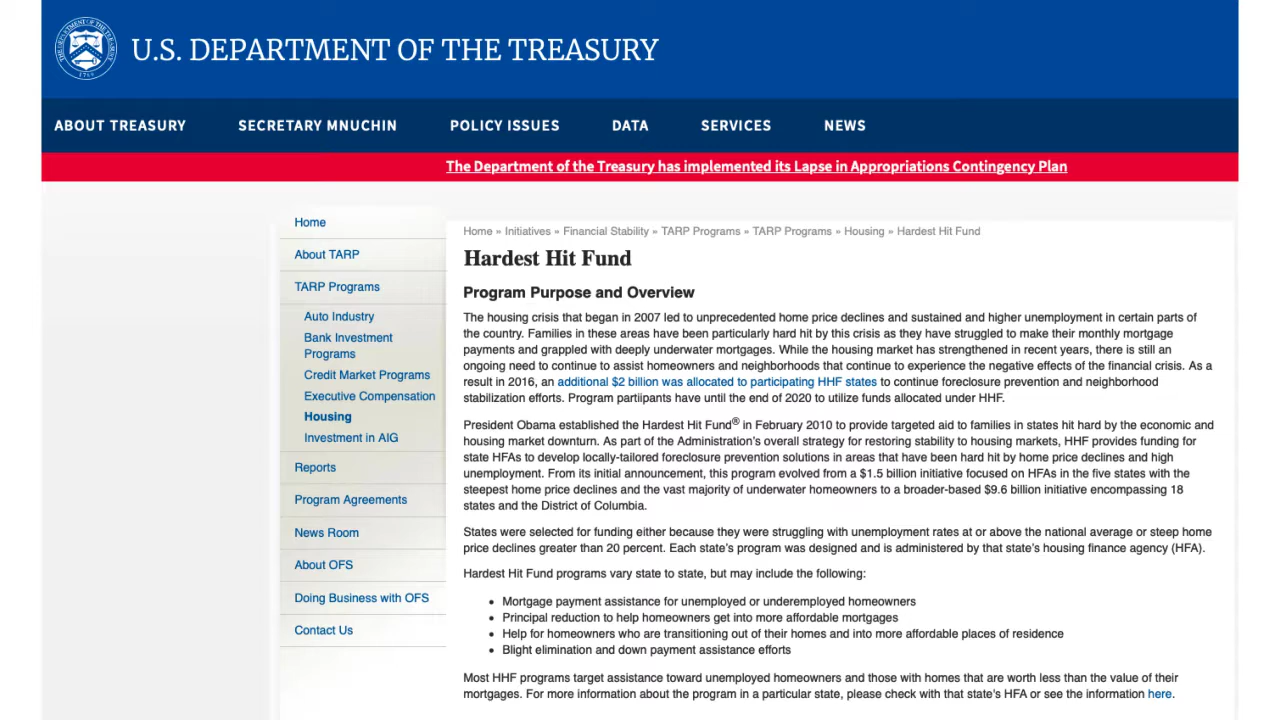 U.S. DEPARTMENT OF THE TREASURY
ABOUT TREASURY
SECRETARY MNUCHIN
POLICY ISSUES
DATA
SERVICES
NEWS
The Department of the Treasury has implemented its Lapse in Appropriations Contingency Plan
Home
About TARP
TARP Programs
Auto Industry
Bank Investment
Programs
Credit Market Programs
Executive Compensation
Housing
Investment in AIG
Reports
Program Agreements
News Room
About OFS
Doing Business with OFS
Contact Us
Home » Initiatives » Financial Stability » TARP Programs » TARP Programs » Housing » Hardest Hit Fund
Hardest Hit Fund
Program Purpose and Overview
The housing crisis that began in 2007 led to unprecedented home price declines and sustained and higher unemployment in certain parts of
the country. Families in these areas have been particularly hard hit by this crisis as they have struggled to make their monthly mortgage
payments and grappled with deeply underwater mortgages. While the housing market has strengthened in recent years, there is still an
ongoing need to continue to assist homeowners and neighborhoods that continue to experience the negative effects of the financial crisis. As a
result in 2016, an additional $2 billion was allocated to participating HHF states to continue foreclosure prevention and neighborhood
stabilization efforts. Program partiipants have until the end of 2020 to utilize funds allocated under HHF.
President Obama established the Hardest Hit Fund® in February 2010 to provide targeted aid to families in states hit hard by the economic and
housing market downturn. As part of the Administration's overall strategy for restoring stability to housing markets, HHF provides funding for
state HFAs to develop locally-tailored foreclosure prevention solutions in areas that have been hard hit by home price declines and high
unemployment. From its initial announcement, this program evolved from a $1.5 billion initiative focused on HFAs in the five states with the
steepest home price declines and the vast majority of underwater homeowners to a broader-based $9.6 billion initiative encompassing 18
states and the District of Columbia.
States were selected for funding either because they were struggling with unemployment rates at or above the national average or steep home
price declines greater than 20 percent. Each state's program was designed and is administered by that state's housing finance agency (HFA).
Hardest Hit Fund programs vary state to state, but may include the following:
• Mortgage payment assistance for unemployed or underemployed homeowners
• Principal reduction to help homeowners get into more affordable mortgages
• Help for homeowners who are transitioning out of their homes and into more affordable places of residence
• Blight elimination and down payment assistance efforts
Most HHF programs target assistance toward unemployed homeowners and those with homes that are worth less than the value of their
mortgages. For more information about the program in a particular state, please check with that state's HFA or see the information here.